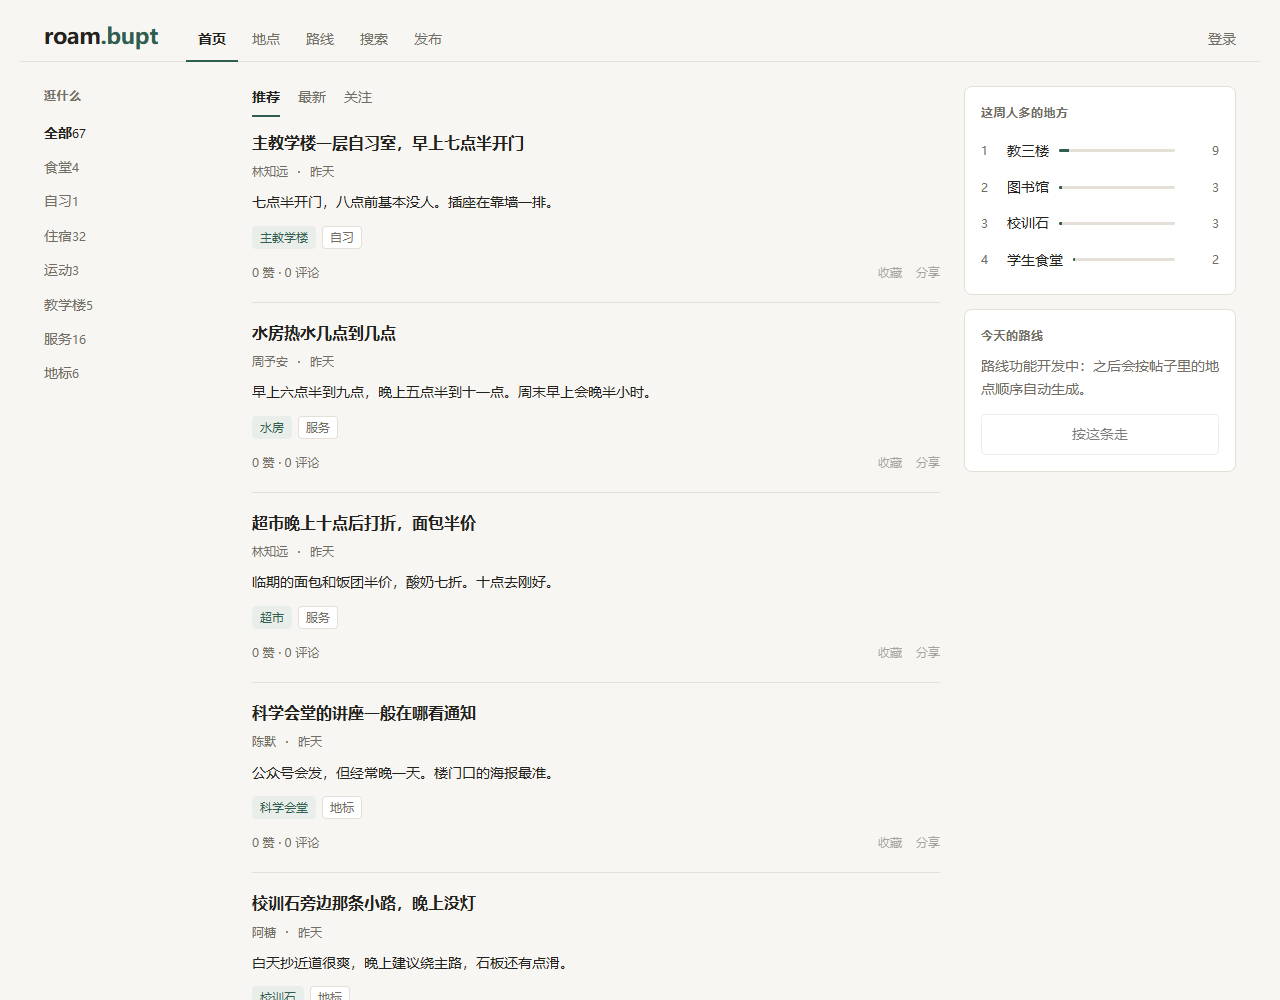 roam.bupt 首页 地点 路线 搜索 发布 登录
逛什么
全部67
食堂4
自习1
住宿32
运动3
教学楼5
服务16
地标6
推荐 最新 关注
主教学楼一层自习室，早上七点半开门
林知远 · 昨天
七点半开门，八点前基本没人。插座在靠墙一排。
主教学楼 自习
0 赞 · 0 评论 收藏 分享
水房热水几点到几点
周予安 · 昨天
早上六点半到九点，晚上五点半到十一点。周末早上会晚半小时。
水房 服务
0 赞 · 0 评论 收藏 分享
超市晚上十点后打折，面包半价
林知远 · 昨天
临期的面包和饭团半价，酸奶七折。十点去刚好。
超市 服务
0 赞 · 0 评论 收藏 分享
科学会堂的讲座一般在哪看通知
陈默 · 昨天
公众号会发，但经常晚一天。楼门口的海报最准。
科学会堂 地标
0 赞 · 0 评论 收藏 分享
校训石旁边那条小路，晚上没灯
阿糖 · 昨天
白天抄近道很爽，晚上建议绕主路，石板还有点滑。
校训石 地标
这周人多的地方
1 教三楼 9
2 图书馆 3
3 校训石 3
4 学生食堂 2
今天的路线
路线功能开发中：之后会按帖子里的地
点顺序自动生成。
按这条走